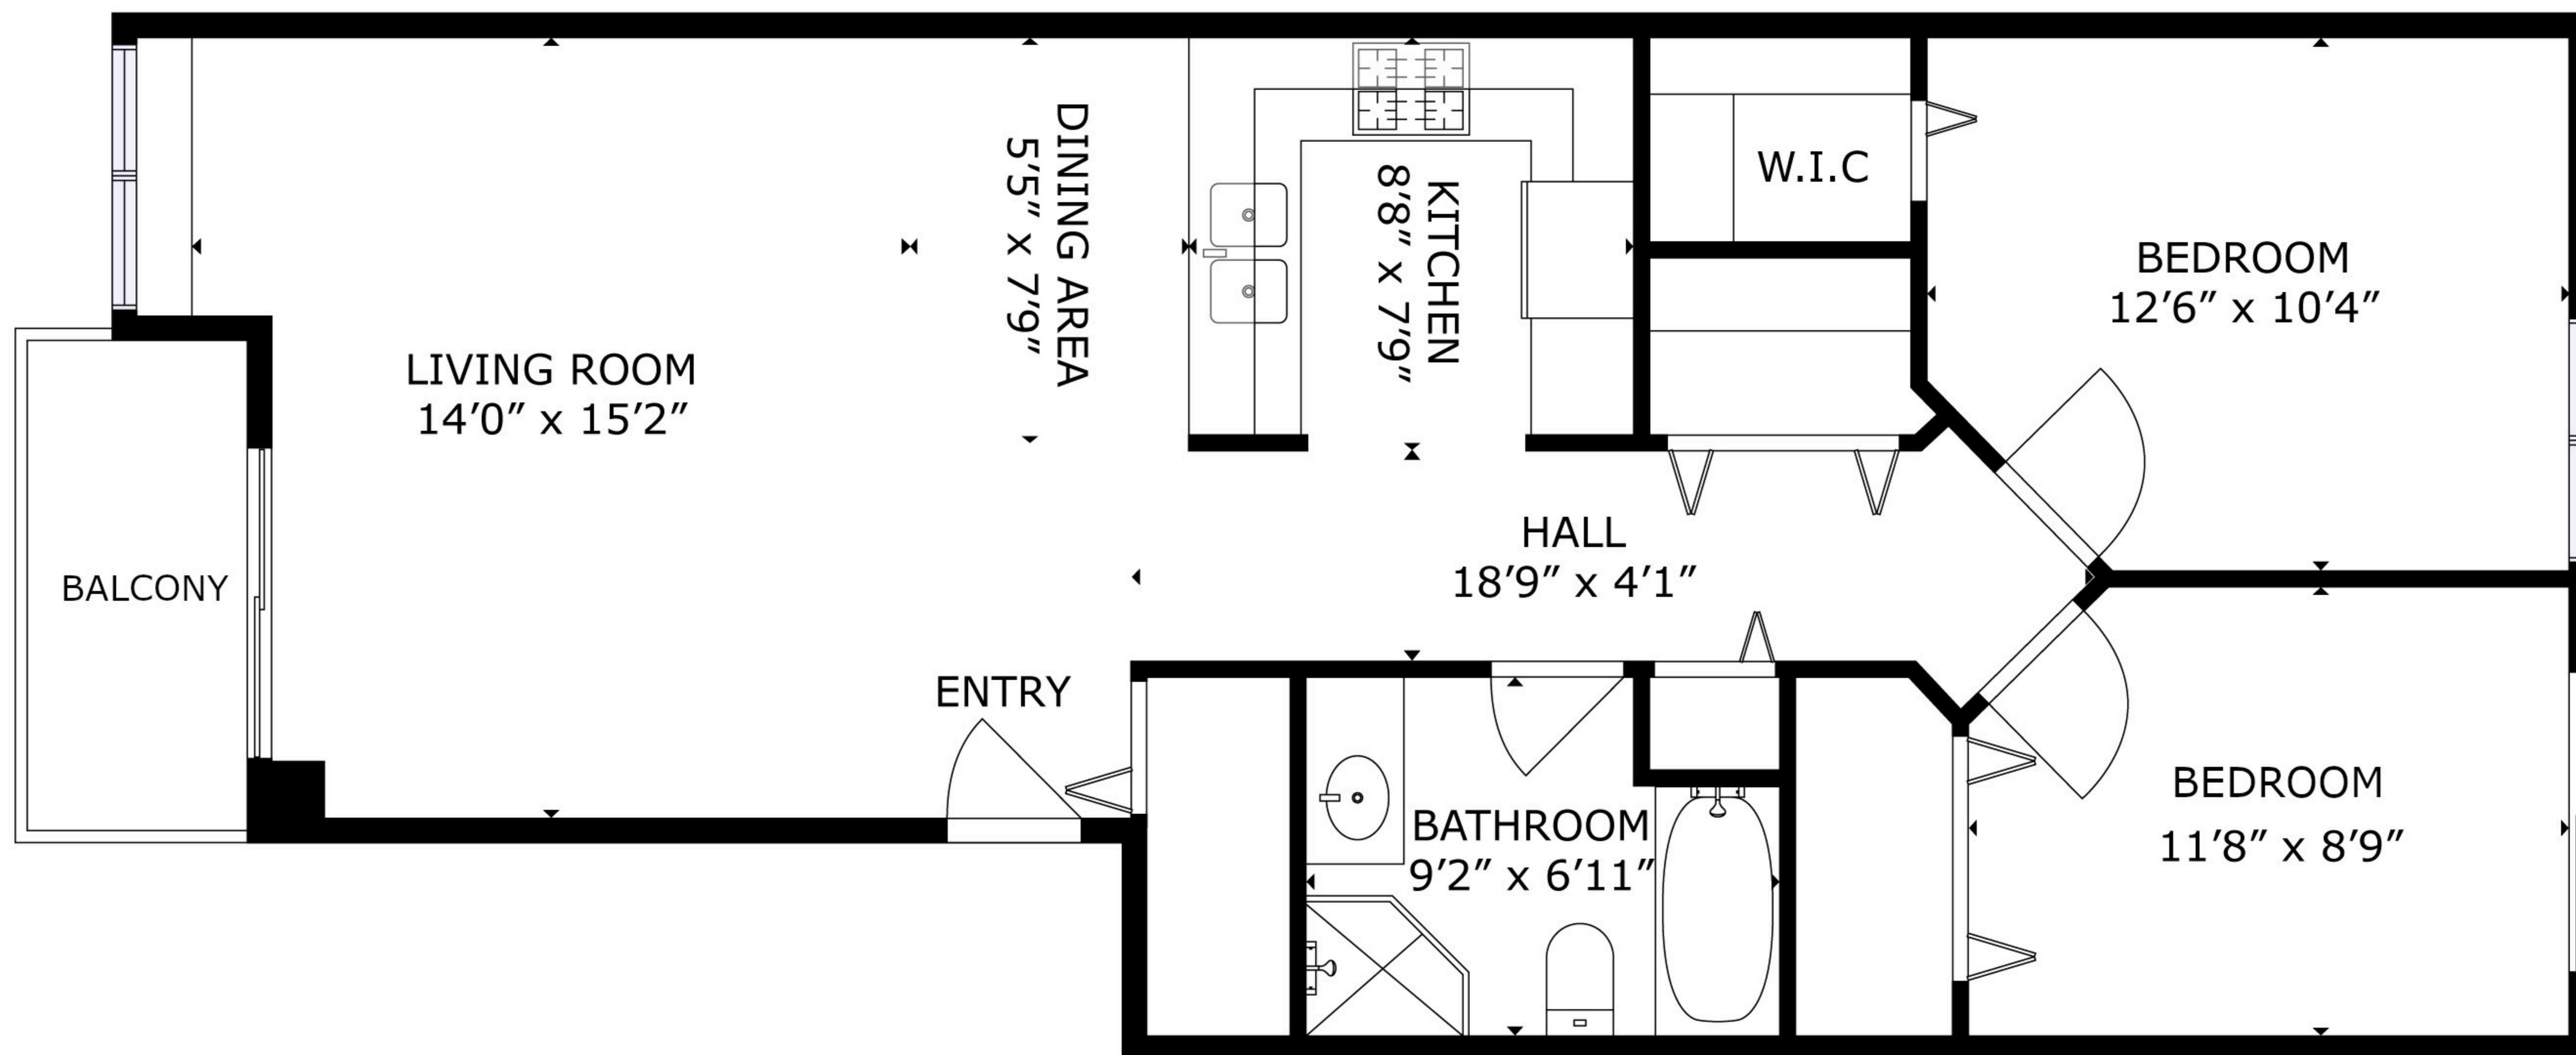 LIVING ROOM
14′0″ x 15′2″
DINING AREA
5′5″ x 7′9″
KITCHEN
8′8″ x 7′9″
W.I.C
BEDROOM
12′6″ x 10′4″
BALCONY
HALL
18′9″ x 4′1″
ENTRY
BATHROOM
9′2″ x 6′11″
BEDROOM
11′8″ x 8′9″